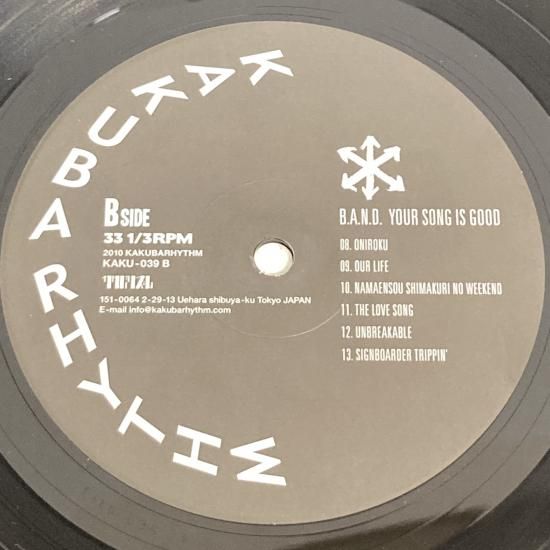 KAKUBARHYTHM
B SIDE
33 1/3RPM
2010 KAKUBARHYTHM
KAKU-039 B
151-0064 2-29-13 Uehara shibuya-ku Tokyo JAPAN
E-mail info@kakubarhythm.com
B.A.N.D. YOUR SONG IS GOOD
08. ONIROKU
09. OUR LIFE
10. NAMAENSOU SHIMAKURI NO WEEKEND
11. THE LOVE SONG
12. UNBREAKABLE
13. SIGNBOARDER TRIPPIN'